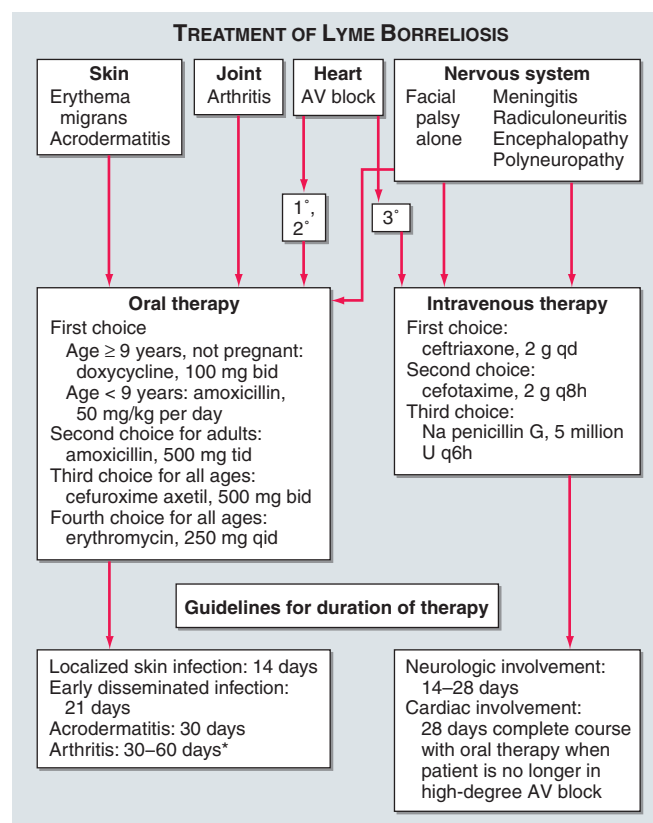 TREATMENT OF LYME BORRELIOSIS
Skin
Erythema
migrans
Acrodermatitis
Joint
Arthritis
Heart
AV block
Nervous system
Facial
palsy
alone
Meningitis
Radiculoneuritis
Encephalopathy
Polyneuropathy
1°,
2°
3°
Oral therapy
First choice
Age ≥ 9 years, not pregnant:
doxycycline, 100 mg bid
Age < 9 years: amoxicillin,
50 mg/kg per day
Second choice for adults:
amoxicillin, 500 mg tid
Third choice for all ages:
cefuroxime axetil, 500 mg bid
Fourth choice for all ages:
erythromycin, 250 mg qid
Intravenous therapy
First choice:
ceftriaxone, 2 g qd
Second choice:
cefotaxime, 2 g q8h
Third choice:
Na penicillin G, 5 million
U q6h
Guidelines for duration of therapy
Localized skin infection: 14 days
Early disseminated infection:
21 days
Acrodermatitis: 30 days
Arthritis: 30–60 days*
Neurologic involvement:
14–28 days
Cardiac involvement:
28 days complete course
with oral therapy when
patient is no longer in
high-degree AV block